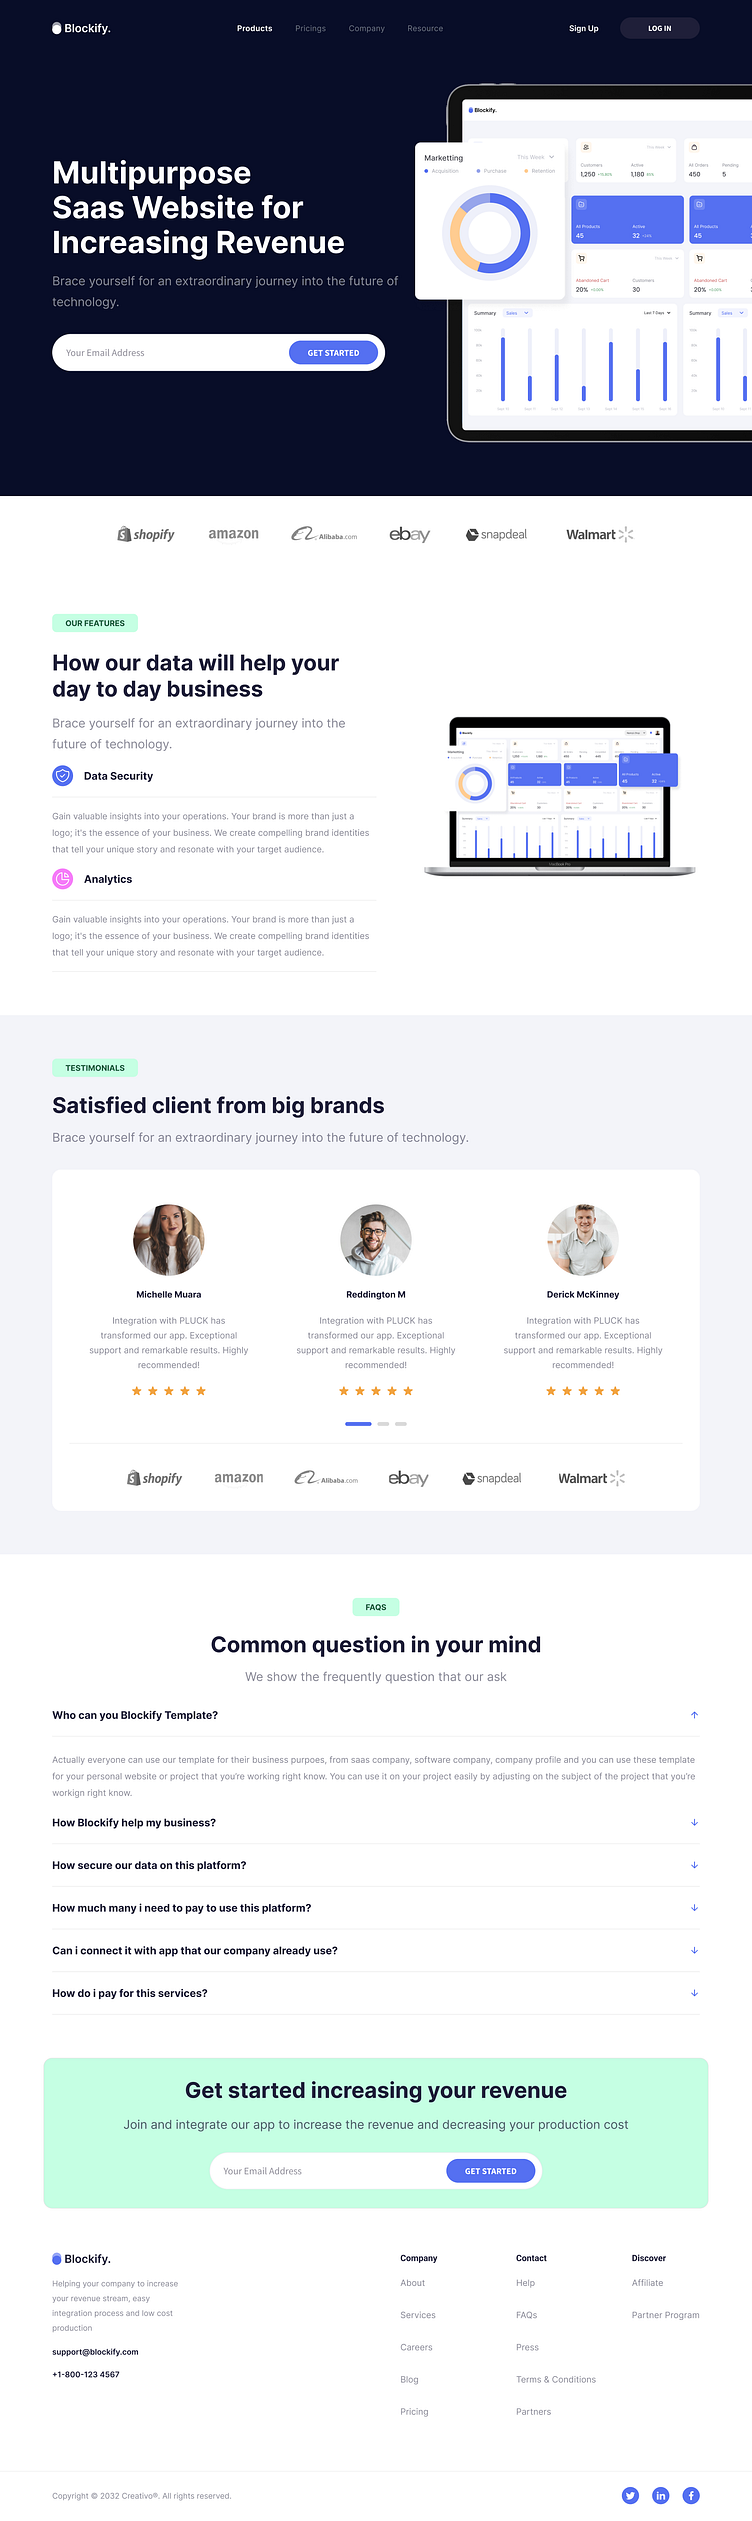 Blockify.
Products Pricings Company Resource
Sign Up LOG IN
Multipurpose
Saas Website for
Increasing Revenue
Brace yourself for an extraordinary journey into the future of
technology.
Your Email Address GET STARTED
Blockify.
Marketting This Week
Acquisition Purchase Retention
This Week
Customers Active All Orders Pending
1,250 1,180 450 5
All Products Active All Products
45 32 45
This Week
Abandoned Cart Customers Abandoned Cart
20% 30 20%
Summary Sales Last 7 Days Summary Sales
shopify amazon Alibaba.com ebay snapdeal Walmart
OUR FEATURES
How our data will help your
day to day business
Brace yourself for an extraordinary journey into the
future of technology.
Data Security
Gain valuable insights into your operations. Your brand is more than just a
logo; it's the essence of your business. We create compelling brand identities
that tell your unique story and resonate with your target audience.
Analytics
Gain valuable insights into your operations. Your brand is more than just a
logo; it's the essence of your business. We create compelling brand identities
that tell your unique story and resonate with your target audience.
MacBook Pro
TESTIMONIALS
Satisfied client from big brands
Brace yourself for an extraordinary journey into the future of technology.
Michelle Muara
Integration with PLUCK has
transformed our app. Exceptional
support and remarkable results. Highly
recommended!
Reddington M
Integration with PLUCK has
transformed our app. Exceptional
support and remarkable results. Highly
recommended!
Derick McKinney
Integration with PLUCK has
transformed our app. Exceptional
support and remarkable results. Highly
recommended!
shopify amazon Alibaba.com ebay snapdeal Walmart
FAQS
Common question in your mind
We show the frequently question that our ask
Who can you Blockify Template?
Actually everyone can use our template for their business purpoes, from saas company, software company, company profile and you can use these template
for your personal website or project that you're working right know. You can use it on your project easily by adjusting on the subject of the project that you're
workign right know.
How Blockify help my business?
How secure our data on this platform?
How much many i need to pay to use this platform?
Can i connect it with app that our company already use?
How do i pay for this services?
Get started increasing your revenue
Join and integrate our app to increase the revenue and decreasing your production cost
Your Email Address GET STARTED
Blockify.
Helping your company to increase
your revenue stream, easy
integration process and low cost
production
support@blockify.com
+1-800-123 4567
Company
About
Services
Careers
Blog
Pricing
Contact
Help
FAQs
Press
Terms & Conditions
Partners
Discover
Affiliate
Partner Program
Copyright © 2032 Creativo®. All rights reserved.